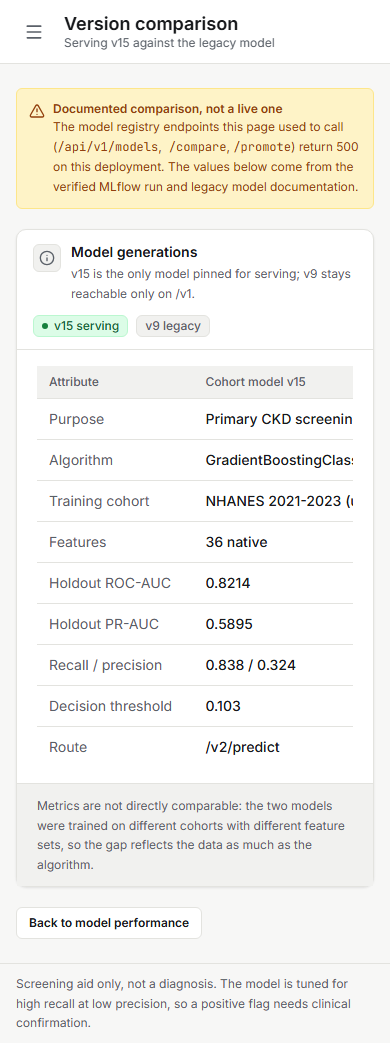 Version comparison
Serving v15 against the legacy model
Documented comparison, not a live one
The model registry endpoints this page used to call
(/api/v1/models, /compare, /promote) return 500
on this deployment. The values below come from the
verified MLflow run and legacy model documentation.
Model generations
v15 is the only model pinned for serving; v9 stays
reachable only on /v1.
v15 serving v9 legacy
Attribute Cohort model v15
Purpose Primary CKD screenin
Algorithm GradientBoostingClas
Training cohort NHANES 2021-2023 (
Features 36 native
Holdout ROC-AUC 0.8214
Holdout PR-AUC 0.5895
Recall / precision 0.838 / 0.324
Decision threshold 0.103
Route /v2/predict
Metrics are not directly comparable: the two models
were trained on different cohorts with different feature
sets, so the gap reflects the data as much as the
algorithm.
Back to model performance
Screening aid only, not a diagnosis. The model is tuned for
high recall at low precision, so a positive flag needs clinical
confirmation.